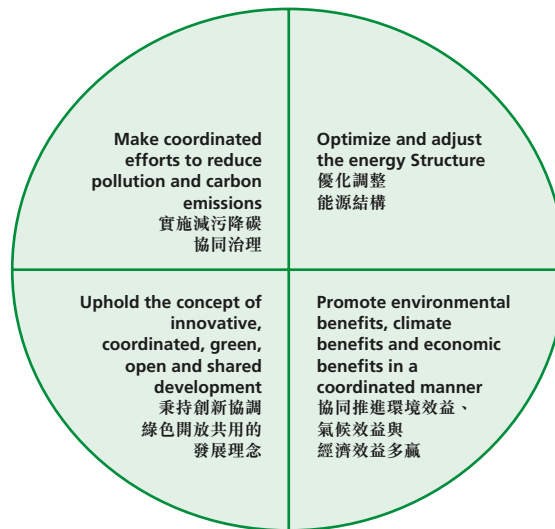 Make coordinated
efforts to reduce
pollution and carbon
emissions
實施減污降碳
協同治理
Optimize and adjust
the energy Structure
優化調整
能源結構
Uphold the concept of
innovative,
coordinated, green,
open and shared
development
秉持創新協調
綠色開放共用的
發展理念
Promote environmental
benefits, climate
benefits and economic
benefits in a
coordinated manner
協同推進環境效益、
氣候效益與
經濟效益多贏